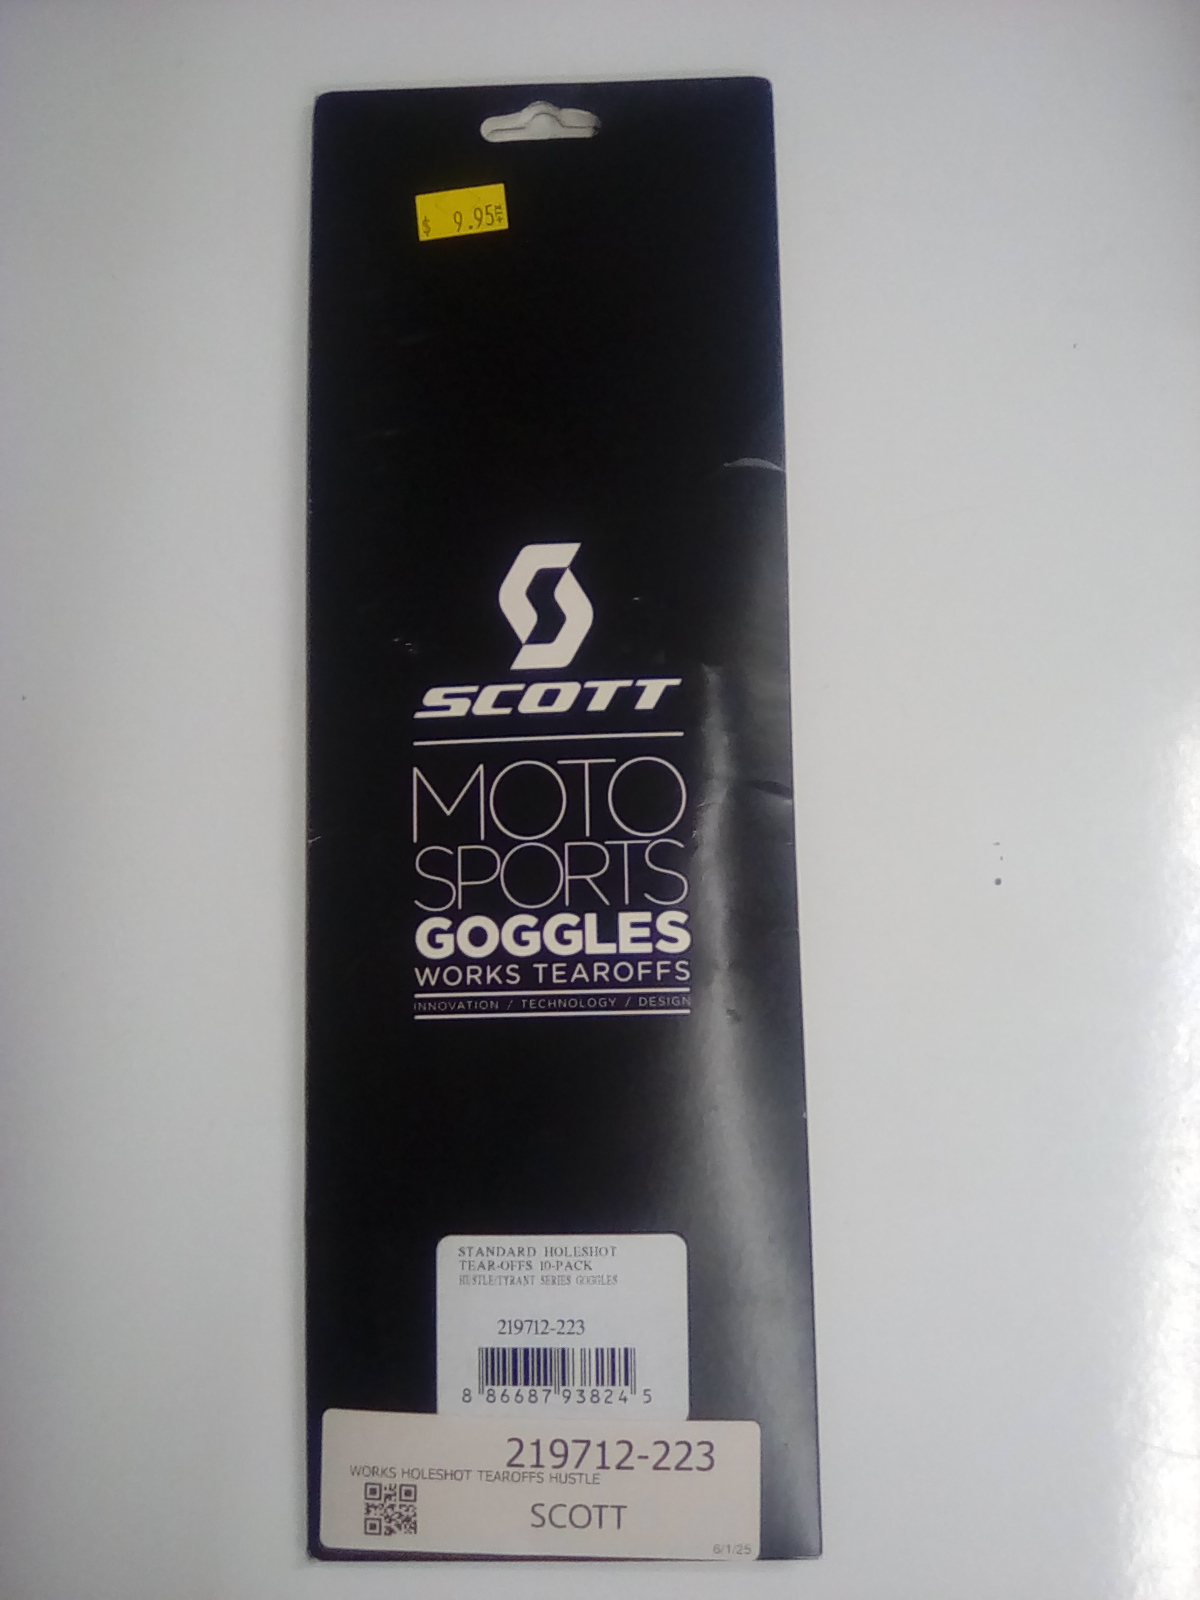 $ 9.95
SCOTT
MOTO
SPORTS
GOGGLES
WORKS TEAROFFS
INNOVATION / TECHNOLOGY / DESIGN
STANDARD HOLESHOT
TEAR-OFFS 10-PACK
HUSTLE/TYRANT SERIES GOGGLES
219712-223
8 86687 93824 5
219712-223
WORKS HOLESHOT TEAROFFS HUSTLE
SCOTT
6/1/25